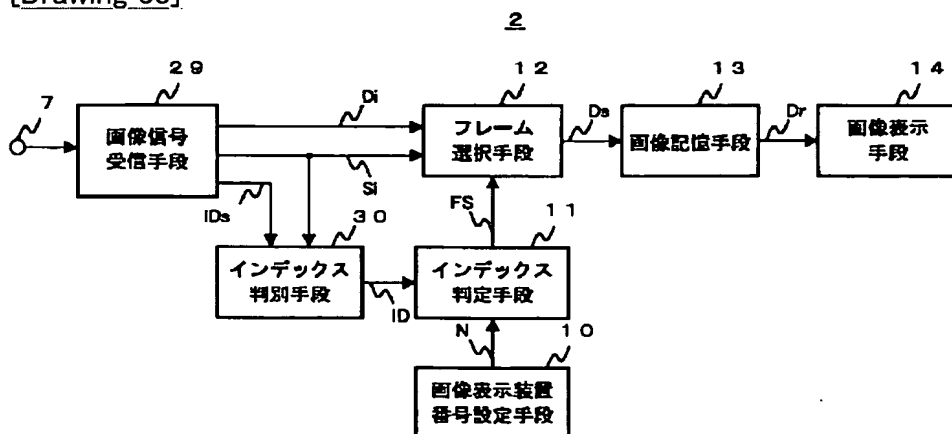 2
29
12
13
14
7
Di
Ds
Dr
画像信号
受信手段
フレーム
選択手段
画像記憶手段
画像表示
手段
Si
IDs
FS
30
11
インデックス
判別手段
インデックス
判定手段
ID
N
10
画像表示装置
番号設定手段